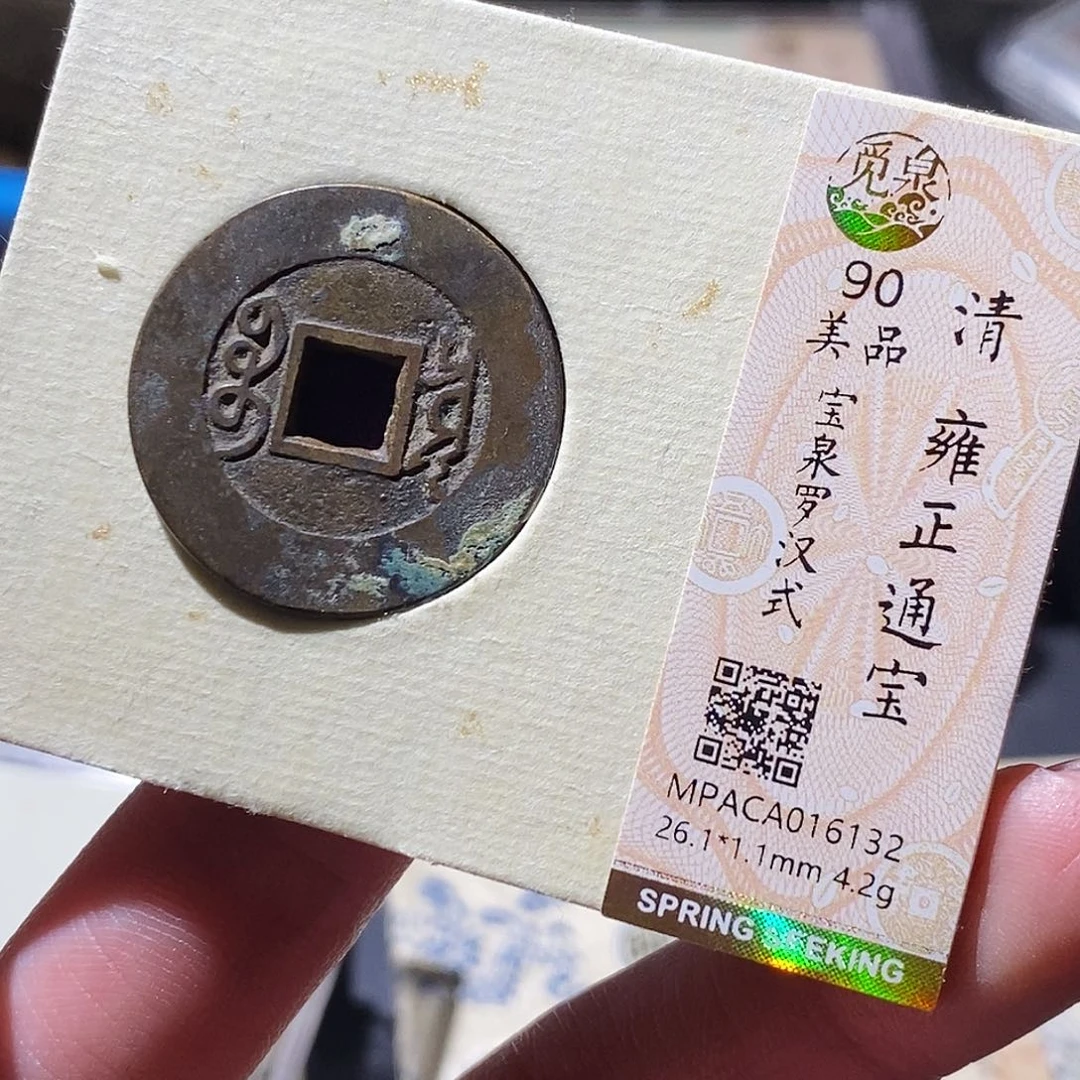 觅泉
90
美品
清 雍正通宝
宝泉罗汉式
MPACA016132
26.1*1.1mm 4.2g
SPRING SEEKING